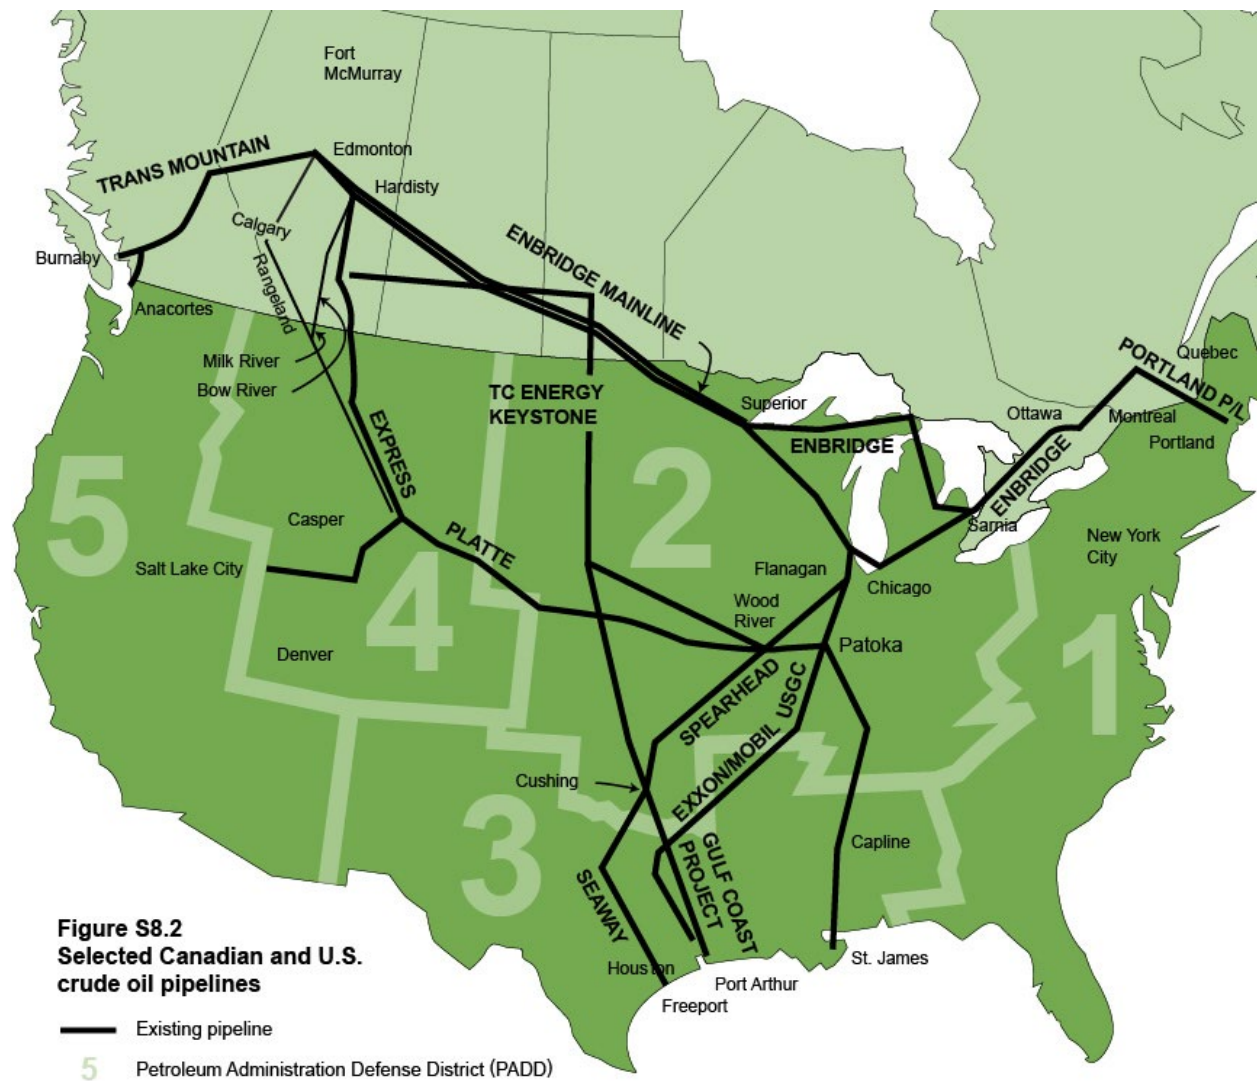 Fort
McMurray
TRANS MOUNTAIN
Edmonton
Hardisty
Calgary
Burnaby
Rangeland
ENBRIDGE MAINLINE
Anacortes
Milk River
Bow River
TC ENERGY
KEYSTONE
Superior
ENBRIDGE
Ottawa
Quebec
PORTLAND P/L
Montreal
Portland
ENBRIDGE
Sarnia
EXPRESS
5
2
Casper
PLATTE
Salt Lake City
4
Flanagan
Chicago
New York
City
Wood
River
Denver
Patoka
1
SPEARHEAD
USGC
EXXON/MOBIL
Cushing
3
Capline
GULF COAST
PROJECT
SEAWAY
Houston
Port Arthur
Freeport
St. James
Figure S8.2
Selected Canadian and U.S.
crude oil pipelines
Existing pipeline
5 Petroleum Administration Defense District (PADD)